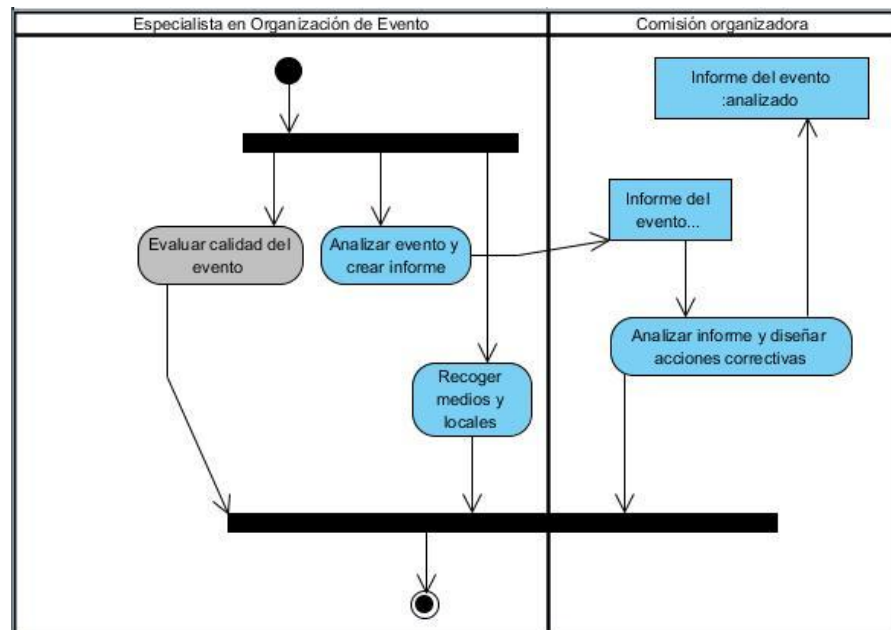 Especialista en Organización de Evento
Comisión organizadora
Informe del evento
:analizado
Informe del
evento...
Evaluar calidad del
evento
Analizar evento y
crear informe
Analizar informe y diseñar
acciones correctivas
Recoger
medios y
locales